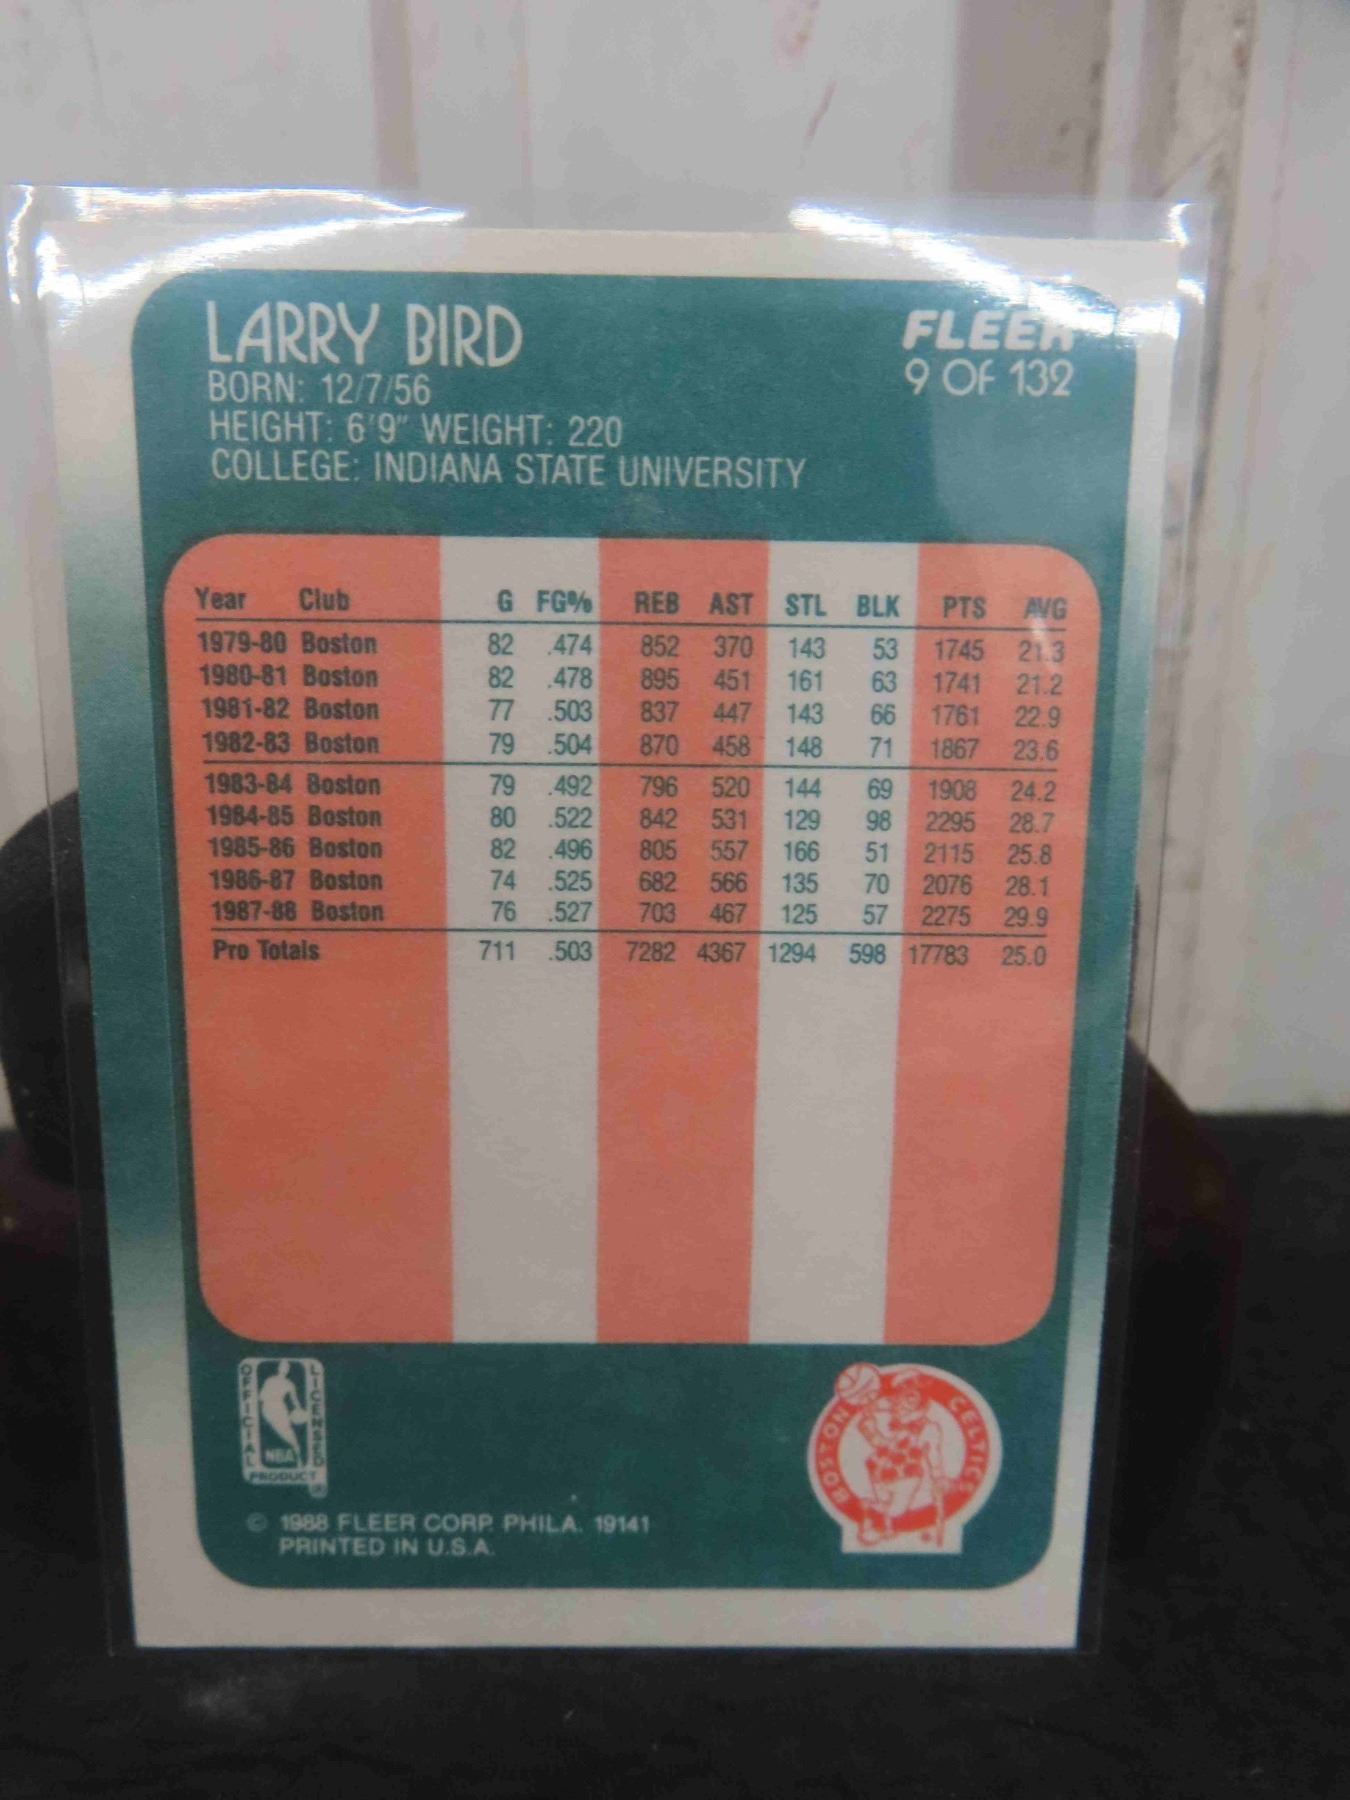 LARRY BIRD
FLEER
BORN: 12/7/56
9 OF 132
HEIGHT: 6'9" WEIGHT: 220
COLLEGE: INDIANA STATE UNIVERSITY
Year Club G FG% REB AST STL BLK PTS AVG
1979-80 Boston 82 .474 852 370 143 53 1745 21.3
1980-81 Boston 82 .478 895 451 161 63 1741 21.2
1981-82 Boston 77 .503 837 447 143 66 1761 22.9
1982-83 Boston 79 .504 870 458 148 71 1867 23.6
1983-84 Boston 79 .492 796 520 144 69 1908 24.2
1984-85 Boston 80 .522 842 531 129 98 2295 28.7
1985-86 Boston 82 .496 805 557 166 51 2115 25.8
1986-87 Boston 74 .525 682 566 135 70 2076 28.1
1987-88 Boston 76 .527 703 467 125 57 2275 29.9
Pro Totals 711 .503 7282 4367 1294 598 17783 25.0
OFFICIAL LICENSED
NBA
PRODUCT ®
BOSTON CELTICS
© 1988 FLEER CORP. PHILA. 19141
PRINTED IN U.S.A.